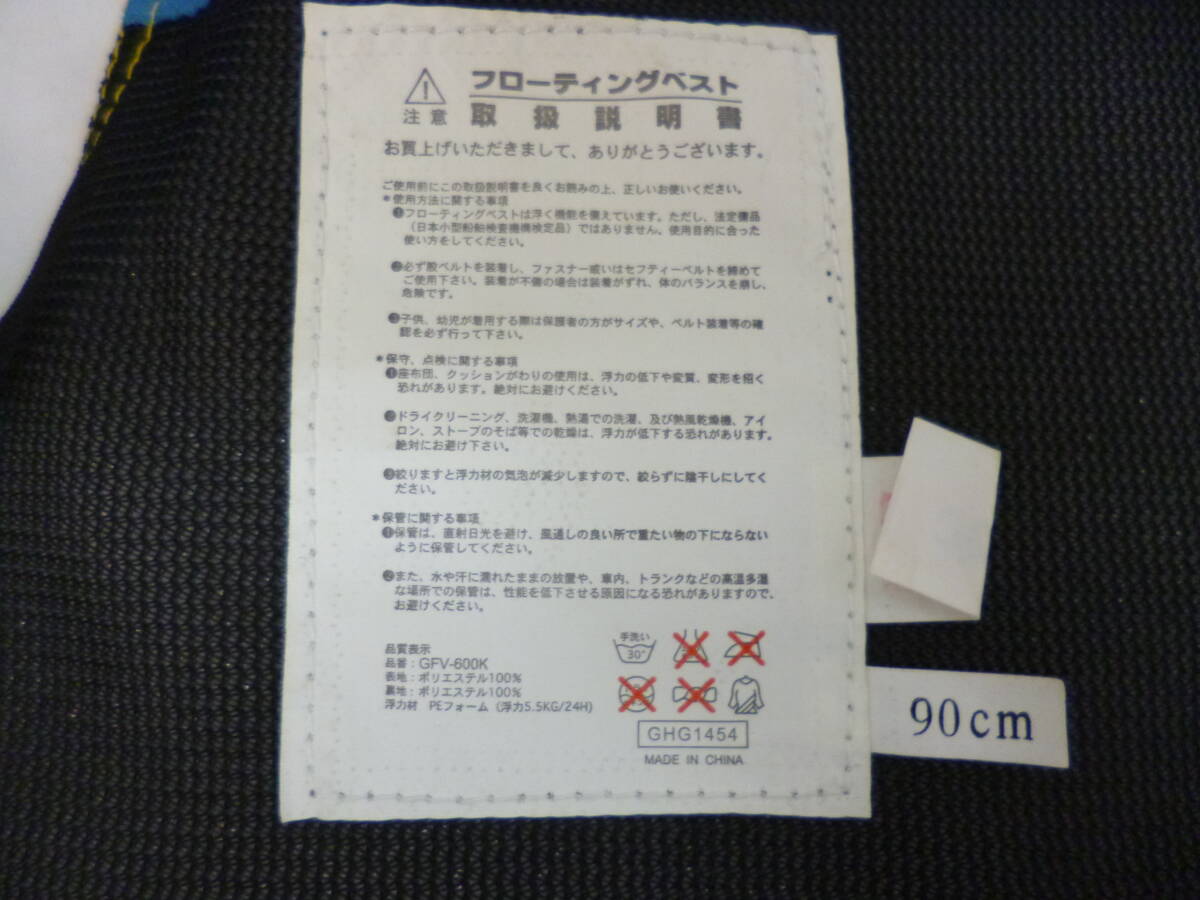 フローティングベスト
注意 取扱説明書
お買上げいただきまして、ありがとうございます。
ご使用前にこの取扱説明書を良くお読みの上、正しいお使いください。
*使用方法に関する事項
❶フローティングベストは浮く機能を備えています。ただし、法定備品
（日本小型船舶検査機構検定品）ではありません。使用目的に合った
使い方をしてください。
❷必ず股ベルトを装着し、ファスナー或いはセフティーベルトを締めて
ご使用下さい。装着が不備の場合は装着がずれ、体のバランスを崩し、
危険です。
❸子供、幼児が着用する際は保護者の方がサイズや、ベルト装着等の確
認を必ず行って下さい。
*保守、点検に関する事項
❶座布団、クッションがわりの使用は、浮力の低下や変質、変形を招く
恐れがあります。絶対にお避けください。
❷ドライクリーニング、洗濯機、熱湯での洗濯、及び熱風乾燥機、アイ
ロン、ストーブのそば等での乾燥は、浮力が低下する恐れがあります。
絶対にお避け下さい。
❸絞りますと浮力材の気泡が減少しますので、絞らずに陰干しにしてく
ださい。
*保管に関する事項
❶保管は、直射日光を避け、風通しの良い所で重たい物の下にならない
ように保管してください。
❷また、水や汗に濡れたままの放置や、車内、トランクなどの高温多湿
な場所での保管は、性能を低下させる原因になる恐れがありますので、
お避けください。
品質表示
品番：GFV-600K
表地：ポリエステル100%
裏地：ポリエステル100%
浮力材 PEフォーム（浮力5.5KG/24H）
手洗い
30°
GHG1454
MADE IN CHINA
90cm